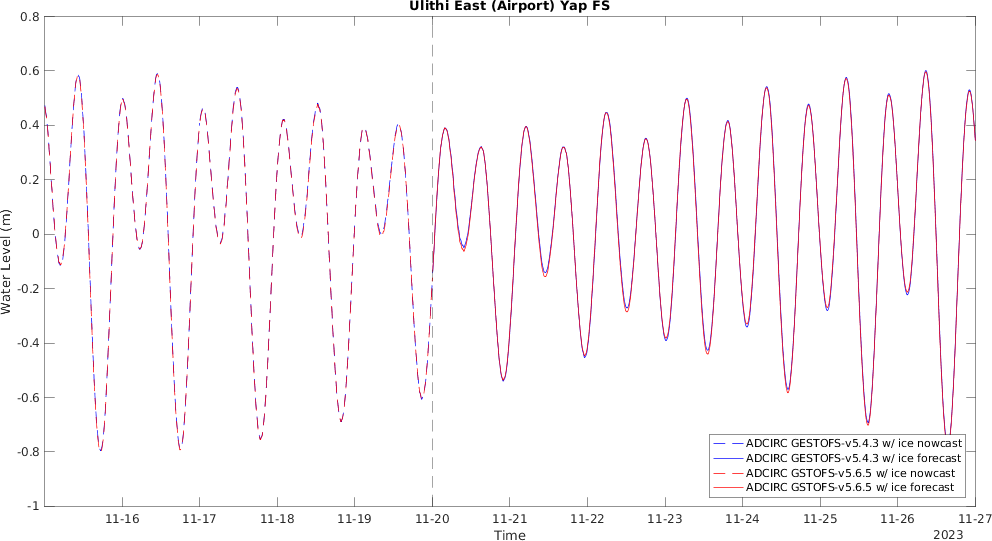 Ulithi East (Airport) Yap FS
Water Level (m)
0.8
0.6
0.4
0.2
0
-0.2
-0.4
-0.6
-0.8
-1
ADCIRC GESTOFS-v5.4.3 w/ ice nowcast
ADCIRC GESTOFS-v5.4.3 w/ ice forecast
ADCIRC GSTOFS-v5.6.5 w/ ice nowcast
ADCIRC GSTOFS-v5.6.5 w/ ice forecast
11-16 11-17 11-18 11-19 11-20 11-21 11-22 11-23 11-24 11-25 11-26 11-27
Time
2023